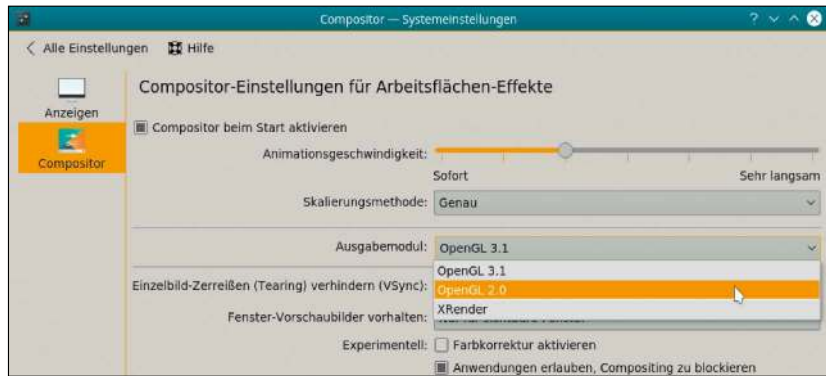 Compositor — Systemeinstellungen
Alle Einstellungen Hilfe
Anzeigen
Compositor
Compositor-Einstellungen für Arbeitsflächen-Effekte
Compositor beim Start aktivieren
Animationsgeschwindigkeit:
Sofort Sehr langsam
Skalierungsmethode: Genau
Ausgabemodul: OpenGL 3.1
OpenGL 3.1
Einzelbild-Zerreißen (Tearing) verhindern (VSync): OpenGL 2.0
XRender
Fenster-Vorschaubilder vorhalten:
Experimentell: Farbkorrektur aktivieren
Anwendungen erlauben, Compositing zu blockieren